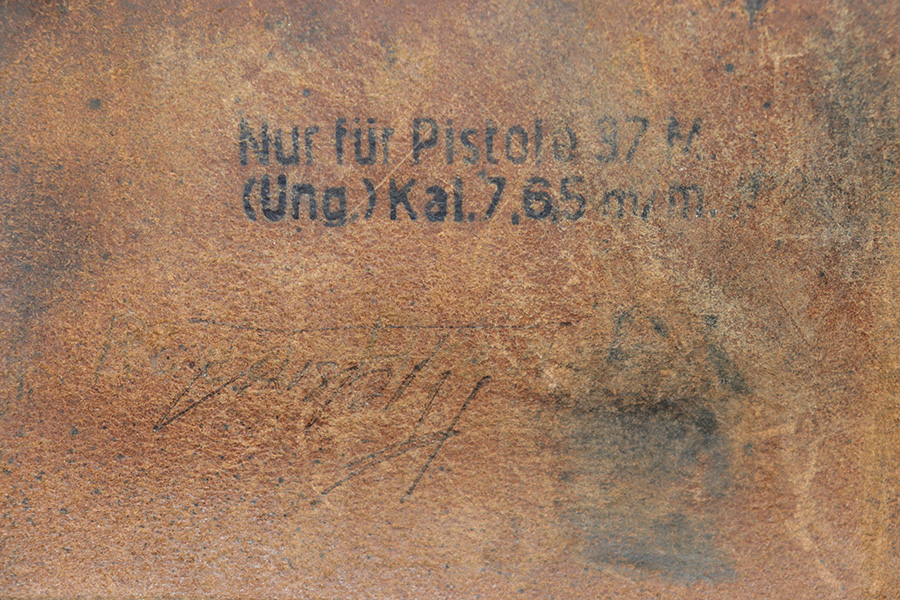 Nur für Pistole 37 M.
(Ung.) Kal. 7,65 m/m.